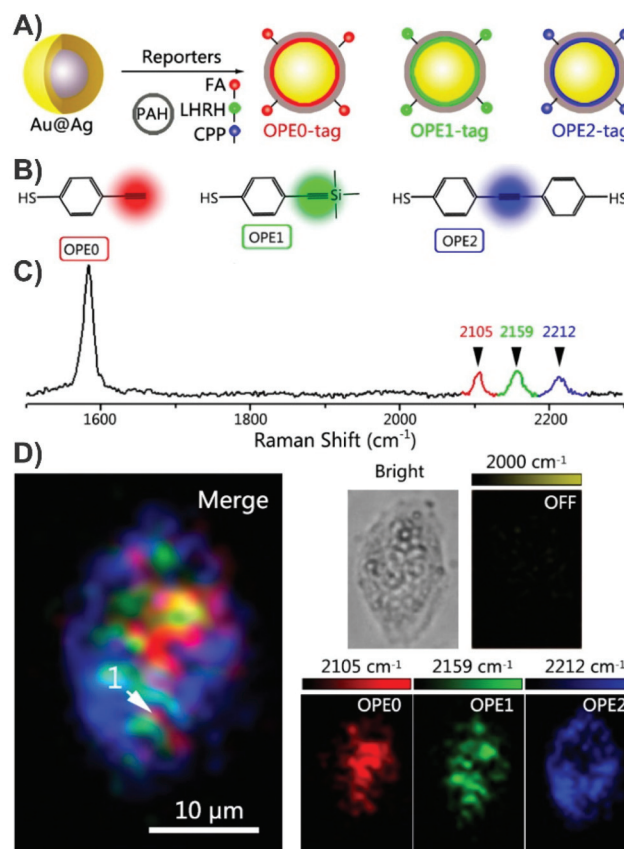 A)
Reporters
FA
PAH
LHRH
CPP
Au@Ag
OPE0-tag
OPE1-tag
OPE2-tag
B)
HS
HS
Si
HS
HS
OPE0
OPE1
OPE2
C)
2105
2159
2212
1600
1800
2000
2200
Raman Shift (cm-1)
D)
Merge
1
10 µm
Bright
2000 cm-1
OFF
2105 cm-1
2159 cm-1
2212 cm-1
OPE0
OPE1
OPE2